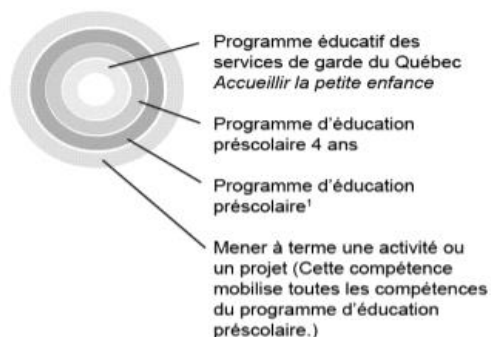 Programme éducatif des
services de garde du Québec
Accueillir la petite enfance
Programme d'éducation
préscolaire 4 ans
Programme d'éducation
préscolaire¹
Mener à terme une activité ou
un projet (Cette compétence
mobilise toutes les compétences
du programme d'éducation
préscolaire.)